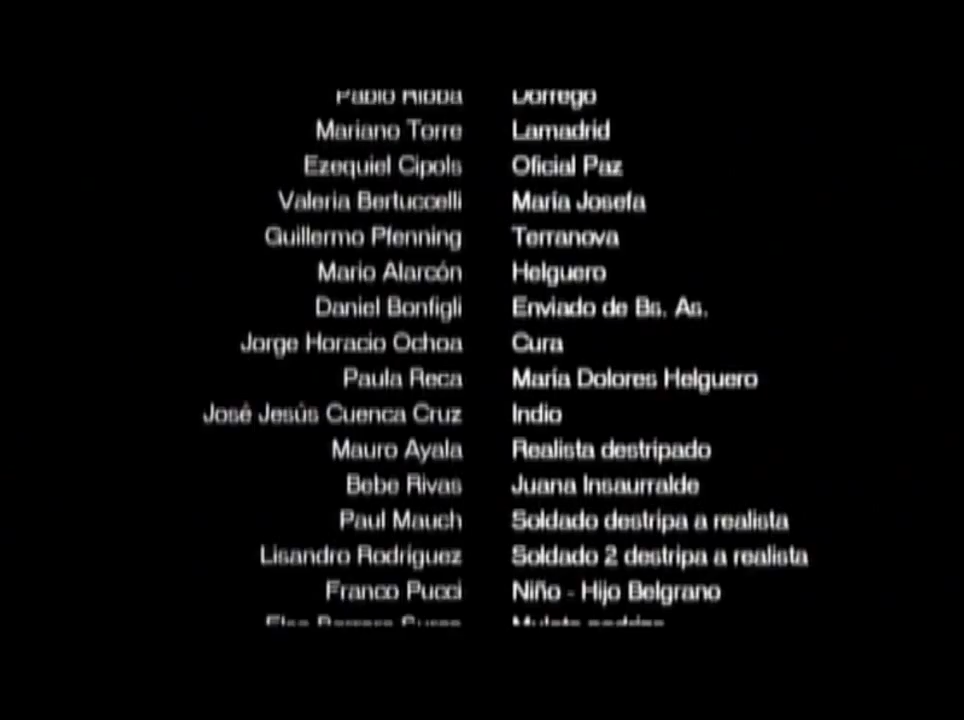 Pablo Ribba Dorrego
Mariano Torre Lamadrid
Ezequiel Cipols Oficial Paz
Valeria Bertuccelli María Josefa
Guillermo Pfenning Terranova
Mario Alarcón Helguero
Daniel Bonfigli Enviado de Bs. As.
Jorge Horacio Ochoa Cura
Paula Reca María Dolores Helguero
José Jesús Cuenca Cruz Indio
Mauro Ayala Realista destripado
Bebe Rivas Juana Insaurralde
Paul Mauch Soldado destripa a realista
Lisandro Rodríguez Soldado 2 destripa a realista
Franco Pucci Niño - Hijo Belgrano